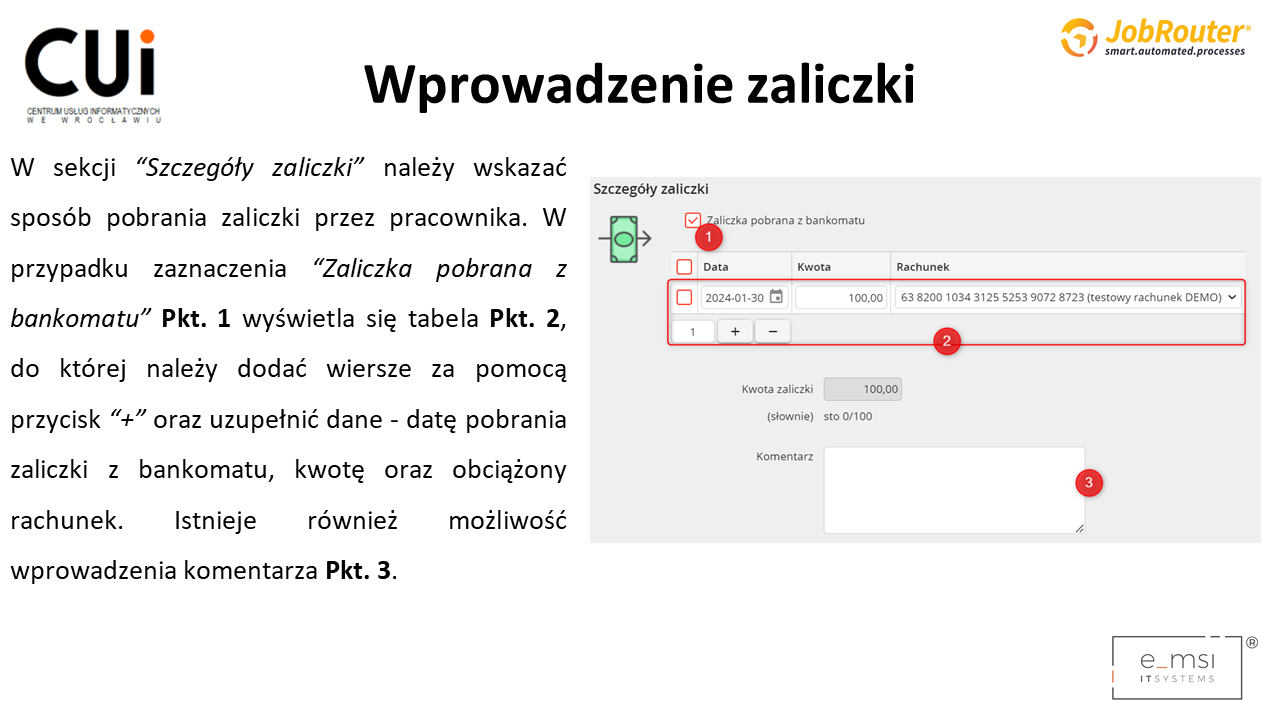 CUi
CENTRUM USŁUG INFORMATYCZNYCH
WE WROCŁAWIU
JobRouter®
smart.automated.processes
Wprowadzenie zaliczki
W sekcji “Szczegóły zaliczki” należy wskazać
sposób pobrania zaliczki przez pracownika. W
przypadku zaznaczenia “Zaliczka pobrana z
bankomatu” Pkt. 1 wyświetla się tabela Pkt. 2,
do której należy dodać wiersze za pomocą
przycisk “+” oraz uzupełnić dane - datę pobrania
zaliczki z bankomatu, kwotę oraz obciążony
rachunek. Istnieje również możliwość
wprowadzenia komentarza Pkt. 3.
Szczegóły zaliczki
Zaliczka pobrana z bankomatu
1
Data Kwota Rachunek
2024-01-30 100,00 63 8200 1034 3125 5253 9072 8723 (testowy rachunek DEMO)
1 + −
2
Kwota zaliczki 100,00
(słownie) sto 0/100
Komentarz
3
e_msi ®
ITSYSTEMS